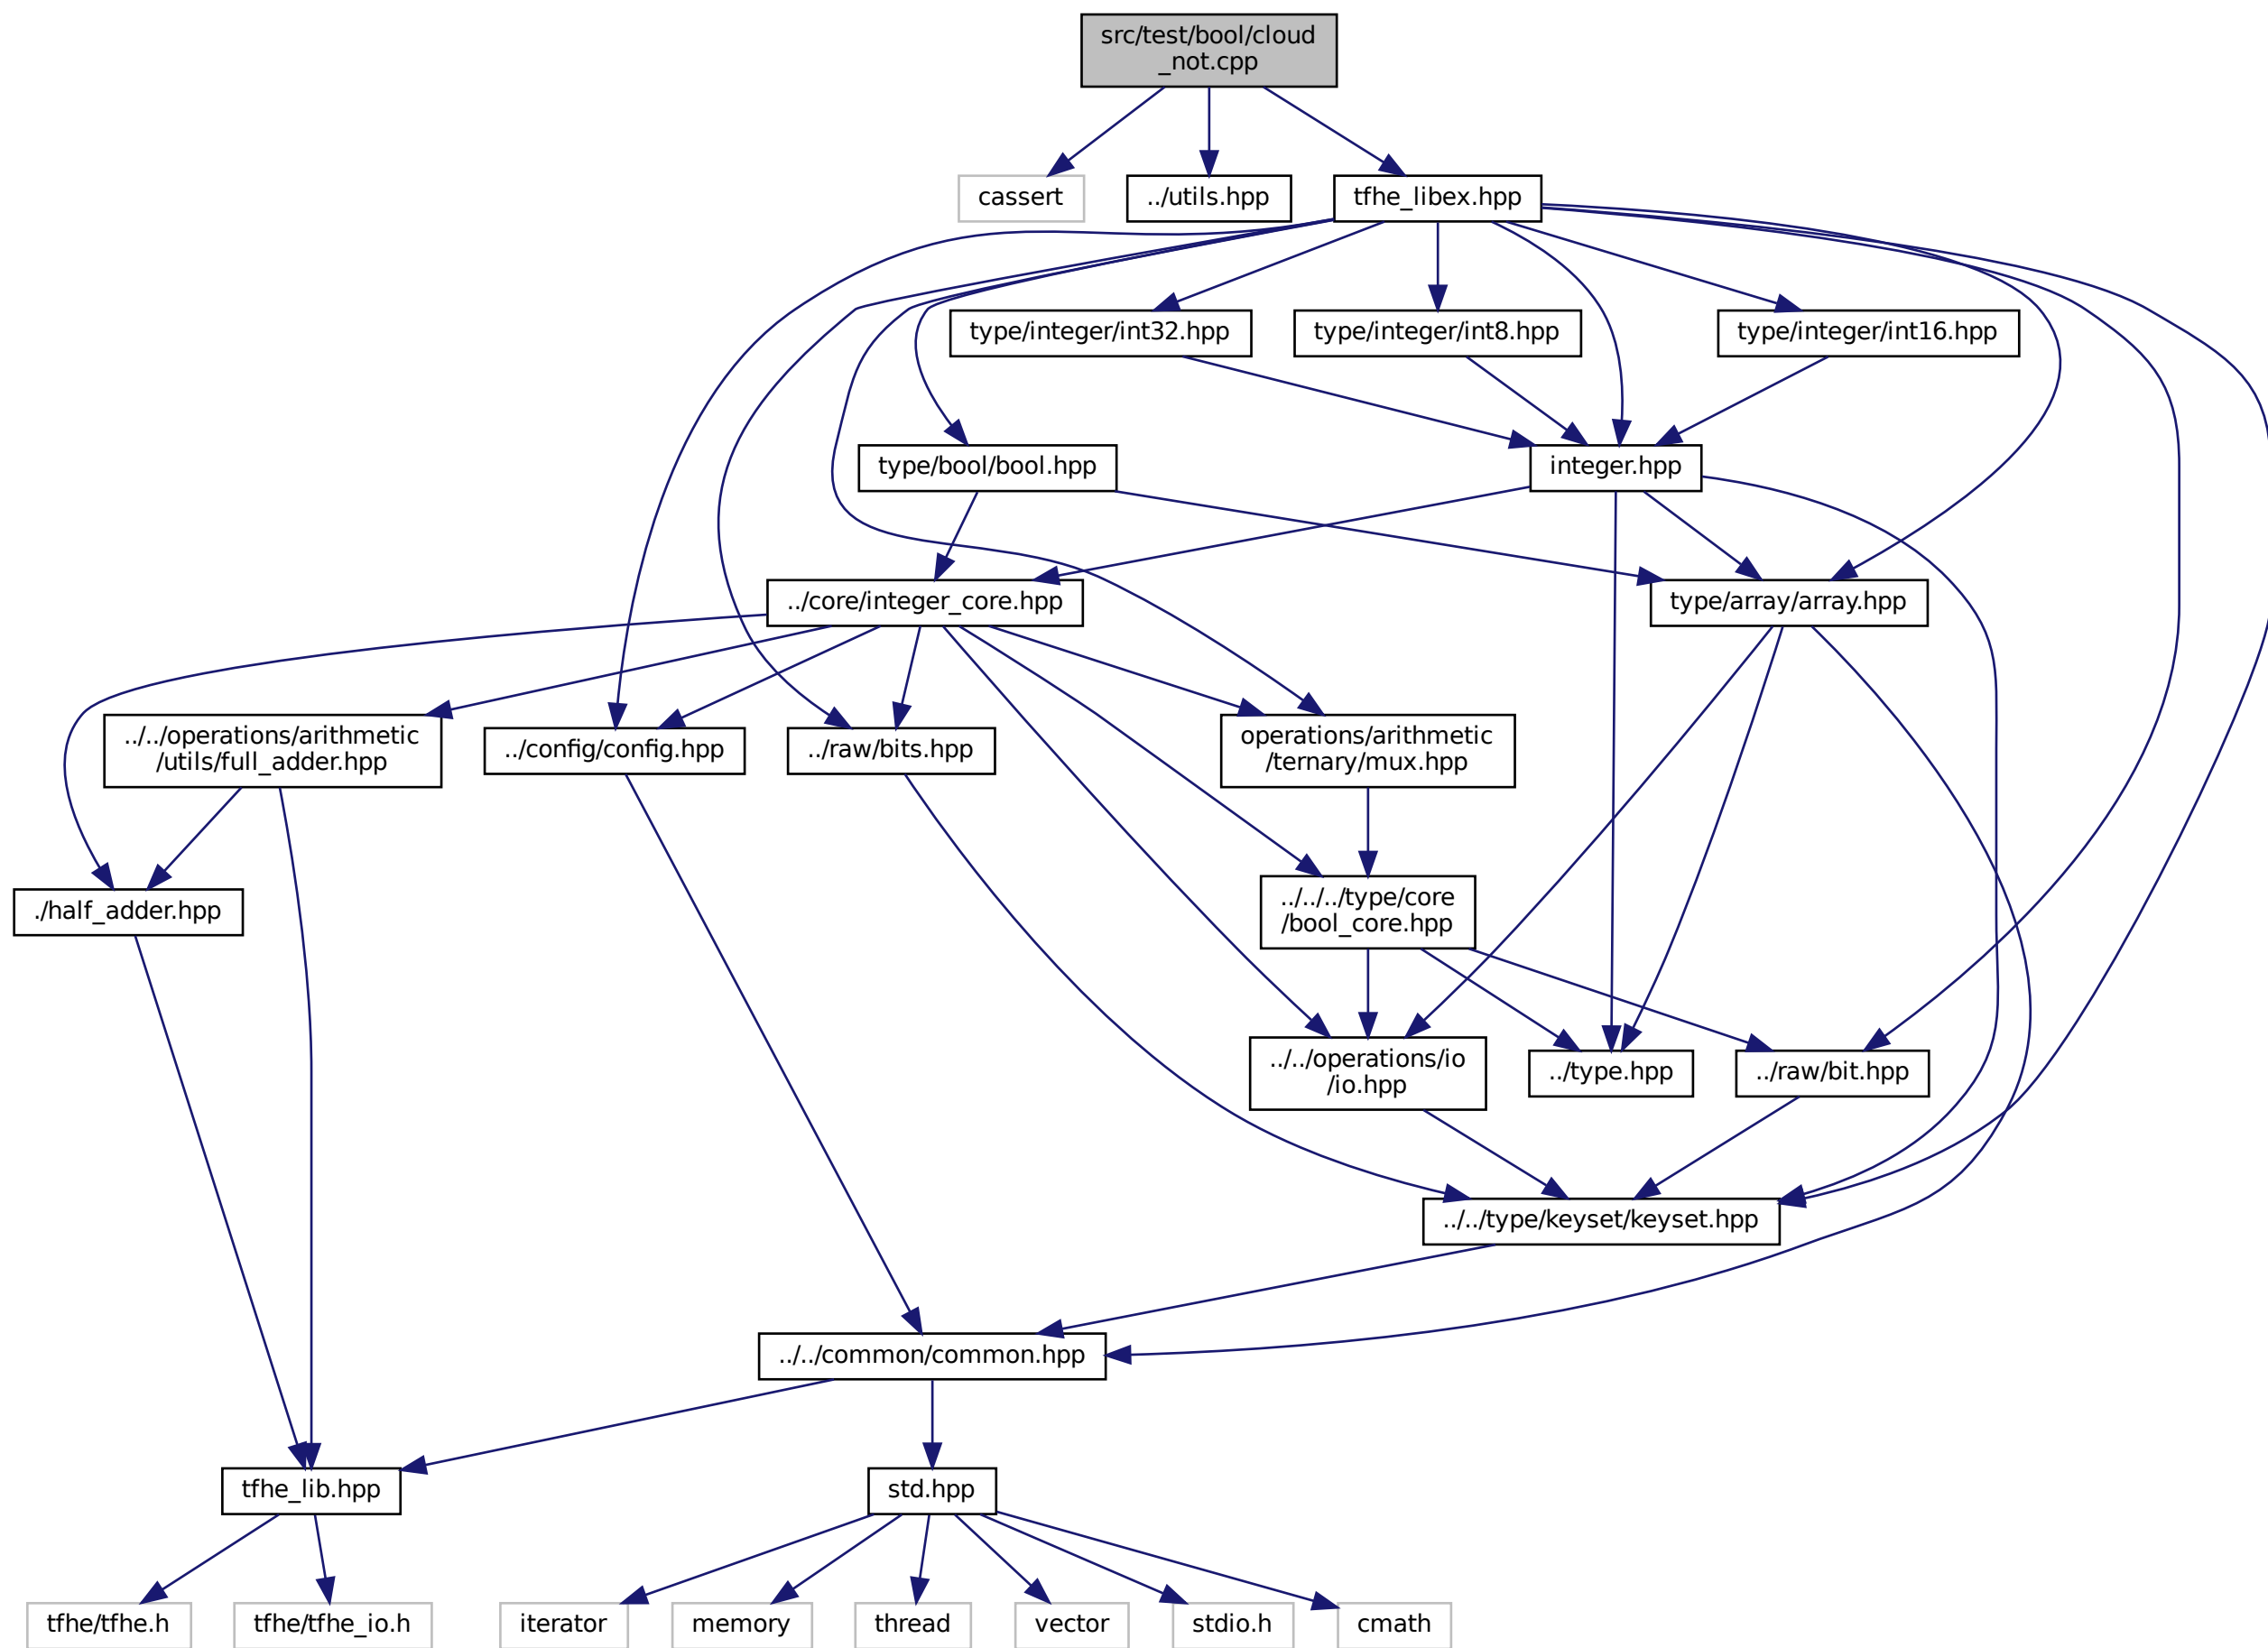 src/test/bool/cloud
_not.cpp
cassert
../utils.hpp
tfhe_libex.hpp
type/integer/int32.hpp
type/integer/int8.hpp
type/integer/int16.hpp
type/bool/bool.hpp
integer.hpp
../core/integer_core.hpp
type/array/array.hpp
../../operations/arithmetic
/utils/full_adder.hpp
../config/config.hpp
../raw/bits.hpp
operations/arithmetic
/ternary/mux.hpp
./half_adder.hpp
../../../type/core
/bool_core.hpp
../../operations/io
/io.hpp
../type.hpp
../raw/bit.hpp
../../type/keyset/keyset.hpp
../../common/common.hpp
tfhe_lib.hpp
std.hpp
tfhe/tfhe.h
tfhe/tfhe_io.h
iterator
memory
thread
vector
stdio.h
cmath